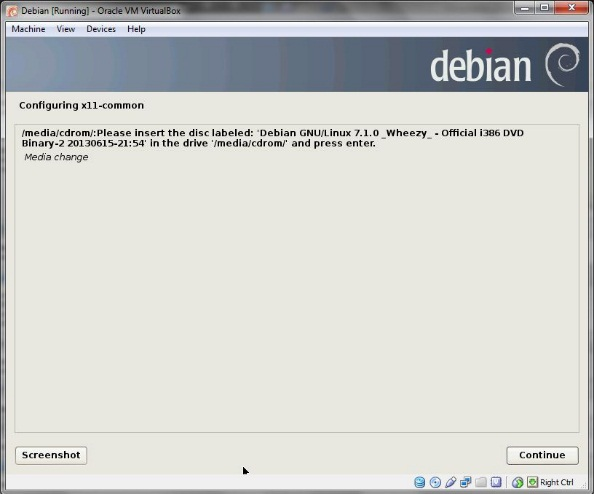 Debian [Running] - Oracle VM VirtualBox
Machine View Devices Help
debian
Configuring x11-common
/media/cdrom/:Please insert the disc labeled: 'Debian GNU/Linux 7.1.0 _Wheezy_ - Official i386 DVD
Binary-2 20130615-21:54' in the drive '/media/cdrom/' and press enter.
Media change
Screenshot
Continue
Right Ctrl